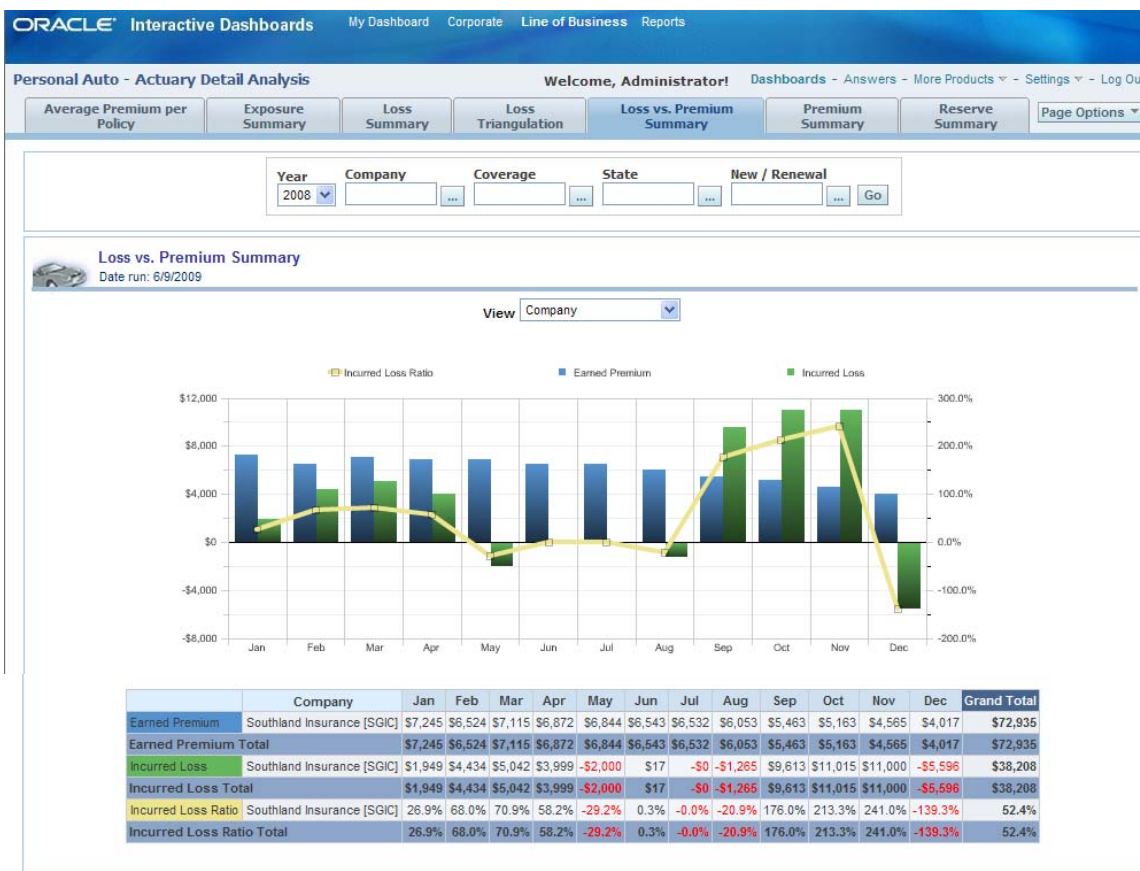 ORACLE Interactive Dashboards My Dashboard Corporate Line of Business Reports
Personal Auto - Actuary Detail Analysis Welcome, Administrator! Dashboards - Answers - More Products - Settings - Log Ou
Average Premium per Policy Exposure Summary Loss Summary Loss Triangulation Loss vs. Premium Summary Premium Summary Reserve Summary Page Options
Year Company Coverage State New / Renewal
2008 ... ... ... ... Go
Loss vs. Premium Summary
Date run: 6/9/2009
View Company
Incurred Loss Ratio Earned Premium Incurred Loss
$12,000 300.0%
$8,000 200.0%
$4,000 100.0%
$0 0.0%
-$4,000 -100.0%
-$8,000 -200.0%
Jan Feb Mar Apr May Jun Jul Aug Sep Oct Nov Dec
Company Jan Feb Mar Apr May Jun Jul Aug Sep Oct Nov Dec Grand Total
Earned Premium Southland Insurance [SGIC] $7,245 $6,524 $7,115 $6,872 $6,844 $6,543 $6,532 $6,053 $5,463 $5,163 $4,565 $4,017 $72,935
Earned Premium Total $7,245 $6,524 $7,115 $6,872 $6,844 $6,543 $6,532 $6,053 $5,463 $5,163 $4,565 $4,017 $72,935
Incurred Loss Southland Insurance [SGIC] $1,949 $4,434 $5,042 $3,999 -$2,000 $17 -$0 -$1,265 $9,613 $11,015 $11,000 -$5,596 $38,208
Incurred Loss Total $1,949 $4,434 $5,042 $3,999 -$2,000 $17 -$0 -$1,265 $9,613 $11,015 $11,000 -$5,596 $38,208
Incurred Loss Ratio Southland Insurance [SGIC] 26.9% 68.0% 70.9% 58.2% -29.2% 0.3% -0.0% -20.9% 176.0% 213.3% 241.0% -139.3% 52.4%
Incurred Loss Ratio Total 26.9% 68.0% 70.9% 58.2% -29.2% 0.3% -0.0% -20.9% 176.0% 213.3% 241.0% -139.3% 52.4%